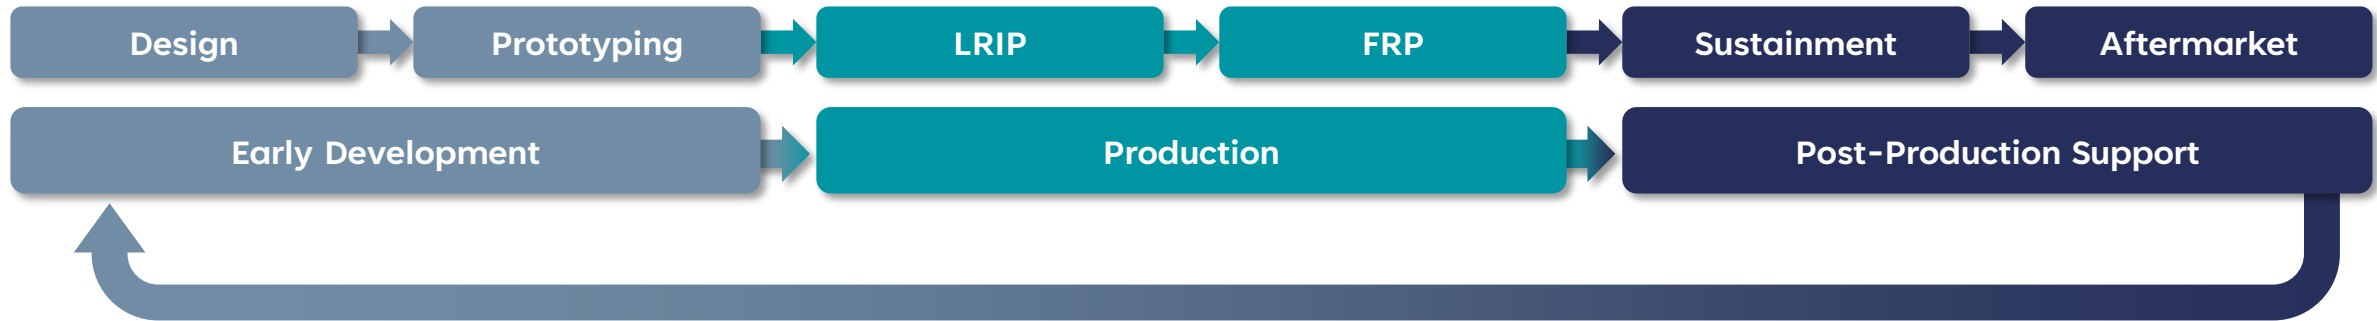 Design
Prototyping
LRIP
FRP
Sustainment
Aftermarket
Early Development
Production
Post-Production Support